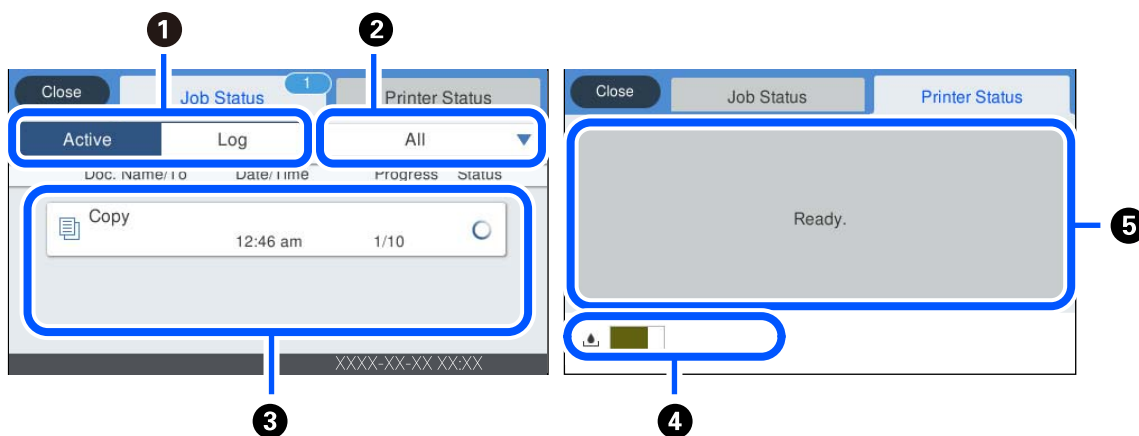 1
2
Close
Job Status
1
Printer Status
Active
Log
All
Doc. Name/To
Date/Time
Progress
Status
Copy
12:46 am
1/10
XXXX-XX-XX XX:XX
3
Close
Job Status
Printer Status
Ready.
5
4